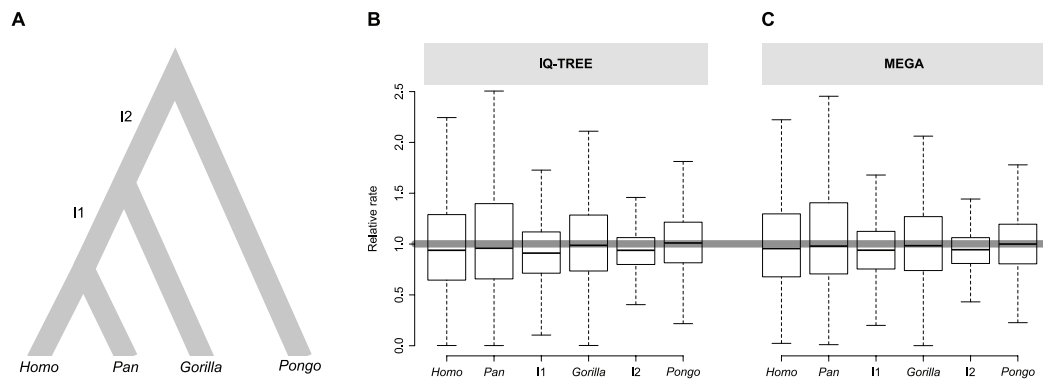 A
I2
I1
Homo Pan Gorilla Pongo
B
IQ-TREE
Relative rate
2.5
2.0
1.5
1.0
0.5
0.0
Homo Pan I1 Gorilla I2 Pongo
C
MEGA
Homo Pan I1 Gorilla I2 Pongo